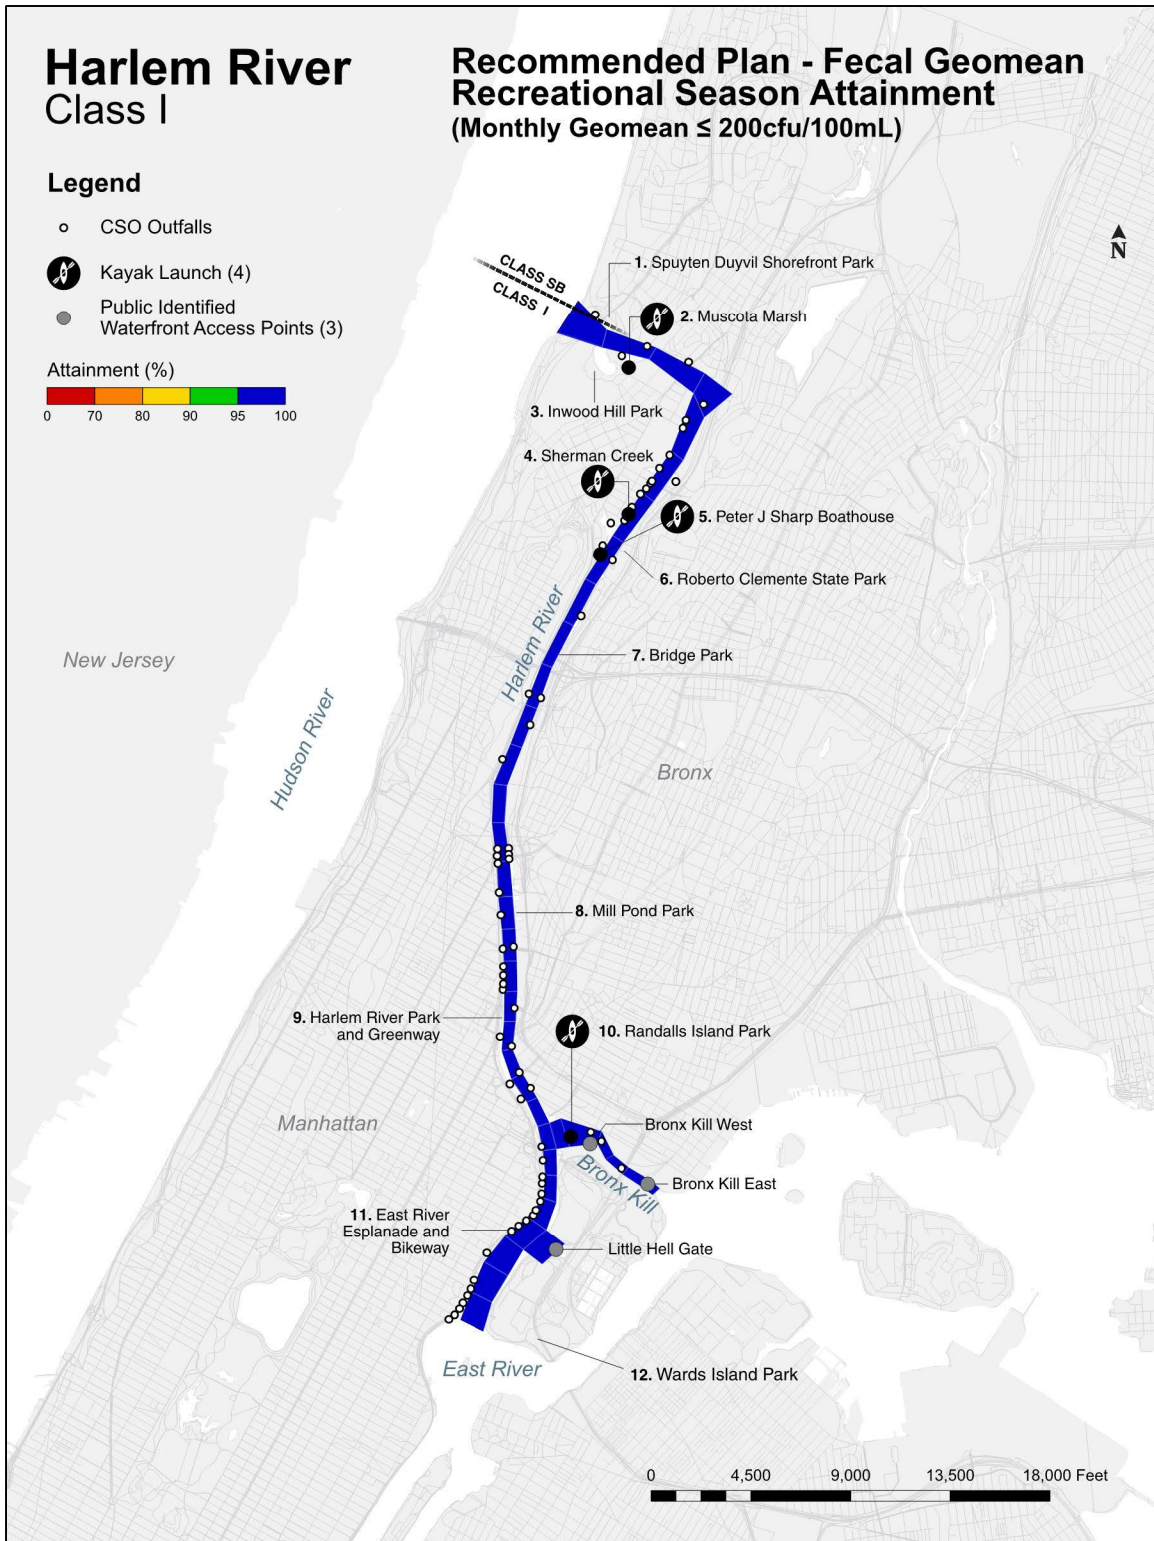 Harlem River
Class I
Recommended Plan - Fecal Geomean
Recreational Season Attainment
(Monthly Geomean ≤ 200cfu/100mL)
Legend
CSO Outfalls
Kayak Launch (4)
Public Identified
Waterfront Access Points (3)
Attainment (%)
0 70 80 90 95 100
N
CLASS SB
CLASS I
1. Spuyten Duyvil Shorefront Park
2. Muscota Marsh
3. Inwood Hill Park
4. Sherman Creek
5. Peter J Sharp Boathouse
6. Roberto Clemente State Park
Harlem River
7. Bridge Park
New Jersey
Hudson River
Bronx
8. Mill Pond Park
9. Harlem River Park
and Greenway
10. Randalls Island Park
Manhattan
Bronx Kill West
Bronx Kill
Bronx Kill East
11. East River
Esplanade and
Bikeway
Little Hell Gate
East River
12. Wards Island Park
0 4,500 9,000 13,500 18,000 Feet